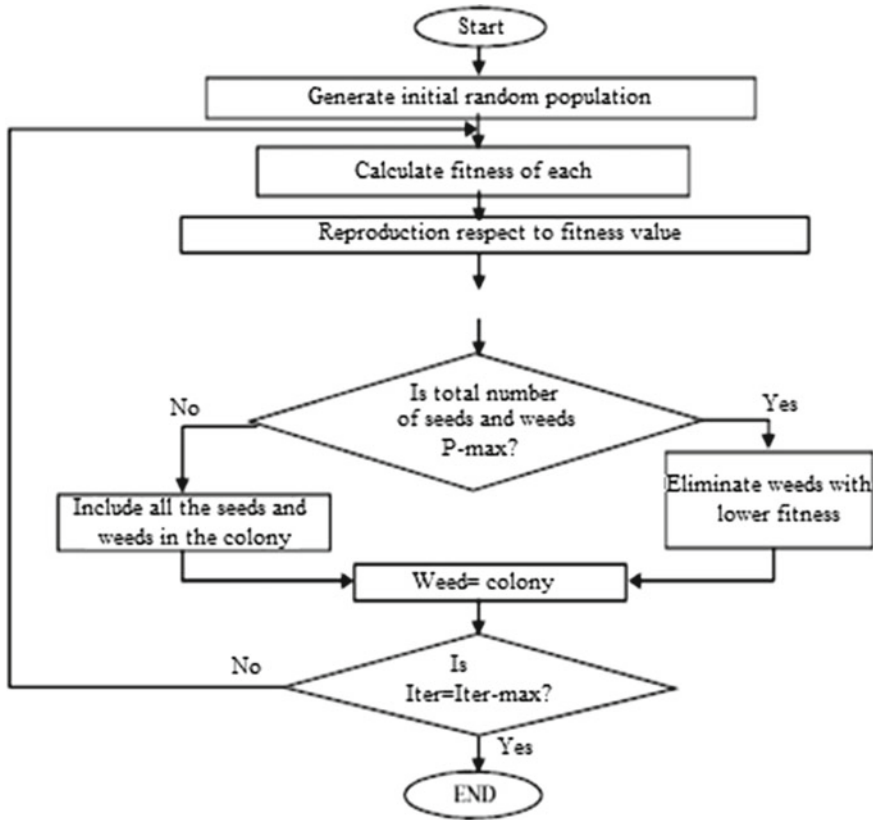 Start
Generate initial random population
Calculate fitness of each
Reproduction respect to fitness value
Is total number
of seeds and weeds
P-max?
No
Yes
Include all the seeds and
weeds in the colony
Eliminate weeds with
lower fitness
Weed= colony
Is
Iter=Iter-max?
No
Yes
END